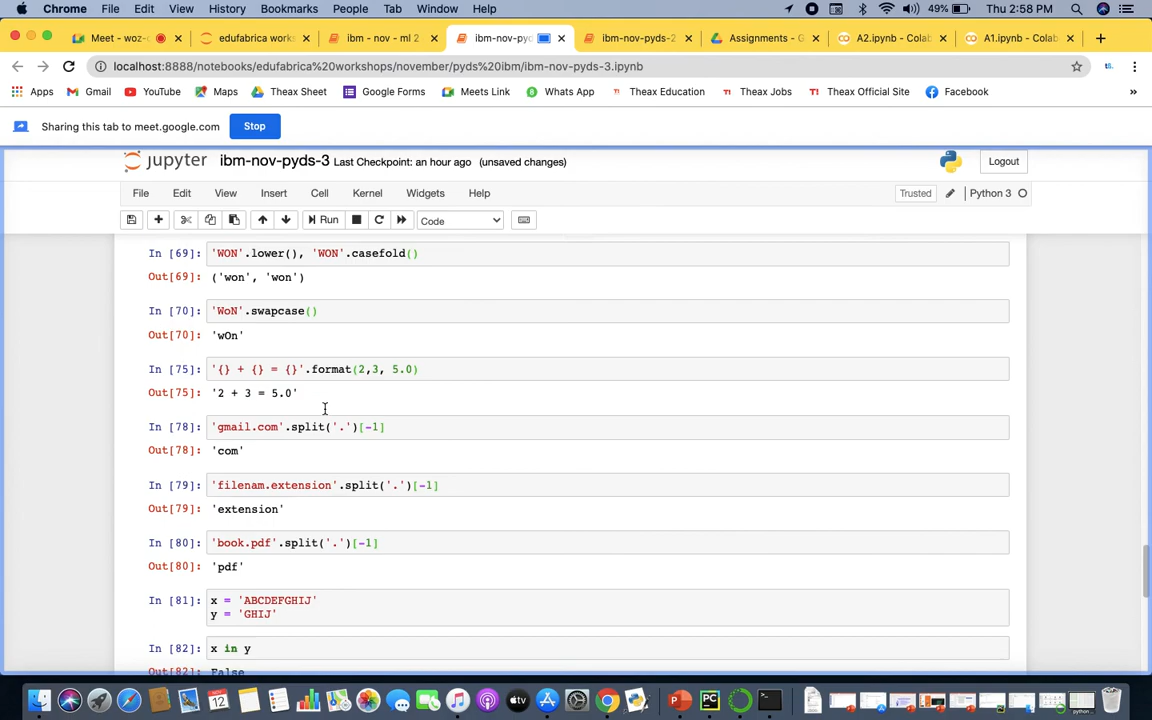 Chrome File Edit View History Bookmarks People Tab Window Help 49% Thu 2:58 PM
Meet - woz- edufabrica works ibm - nov - ml 2 ibm-nov-pyd ibm-nov-pyds-2 Assignments - G A2.ipynb - Colab A1.ipynb - Colab
localhost:8888/notebooks/edufabrica%20workshops/november/pyds%20ibm/ibm-nov-pyds-3.ipynb
Apps Gmail YouTube Maps Theax Sheet Google Forms Meets Link Whats App Theax Education Theax Jobs Theax Official Site Facebook »
Sharing this tab to meet.google.com Stop
jupyter ibm-nov-pyds-3 Last Checkpoint: an hour ago (unsaved changes) Logout
File Edit View Insert Cell Kernel Widgets Help Trusted Python 3
Run Code
In [69]: 'WON'.lower(), 'WON'.casefold()
Out[69]: ('won', 'won')
In [70]: 'WoN'.swapcase()
Out[70]: 'wOn'
In [75]: '{} + {} = {}'.format(2,3, 5.0)
Out[75]: '2 + 3 = 5.0'
In [78]: 'gmail.com'.split('.')[-1]
Out[78]: 'com'
In [79]: 'filenam.extension'.split('.')[-1]
Out[79]: 'extension'
In [80]: 'book.pdf'.split('.')[-1]
Out[80]: 'pdf'
In [81]: x = 'ABCDEFGHIJ'
y = 'GHIJ'
In [82]: x in y
Out[82]: False